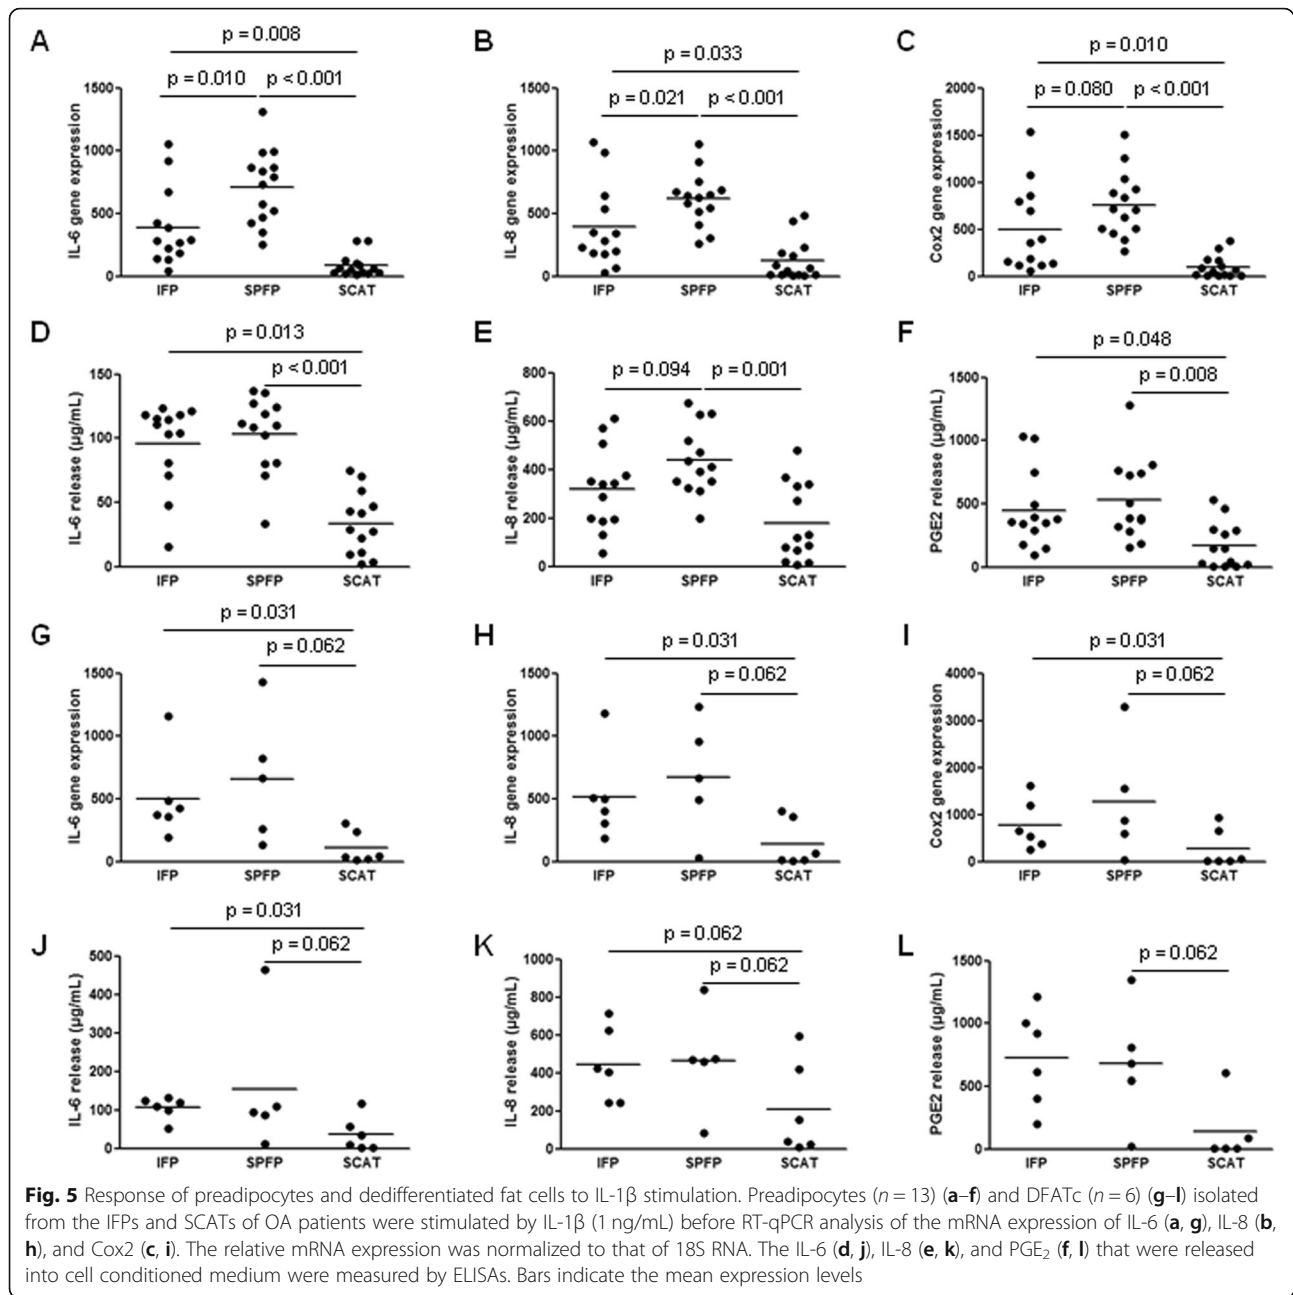 A
p = 0.008
p = 0.010
p < 0.001
IL-6 gene expression
1500
1000
500
0
IFP
SPFP
SCAT
B
p = 0.033
p = 0.021
p < 0.001
IL-8 gene expression
1500
1000
500
0
IFP
SPFP
SCAT
C
p = 0.010
p = 0.080
p < 0.001
Cox2 gene expression
2000
1500
1000
500
0
IFP
SPFP
SCAT
D
p = 0.013
p < 0.001
IL-6 release (µg/mL)
150
100
50
0
IFP
SPFP
SCAT
E
p = 0.094
p = 0.001
IL-8 release (µg/mL)
800
600
400
200
0
IFP
SPFP
SCAT
F
p = 0.048
p = 0.008
PGE2 release (µg/mL)
1500
1000
500
0
IFP
SPFP
SCAT
G
p = 0.031
p = 0.062
IL-6 gene expression
1500
1000
500
0
IFP
SPFP
SCAT
H
p = 0.031
p = 0.062
IL-8 gene expression
1500
1000
500
0
IFP
SPFP
SCAT
I
p = 0.031
p = 0.062
Cox2 gene expression
4000
3000
2000
1000
0
IFP
SPFP
SCAT
J
p = 0.031
p = 0.062
IL-6 release (µg/mL)
500
400
300
200
100
0
IFP
SPFP
SCAT
K
p = 0.062
p = 0.062
IL-8 release (µg/mL)
1000
800
600
400
200
0
IFP
SPFP
SCAT
L
p = 0.062
PGE2 release (µg/mL)
1500
1000
500
0
IFP
SPFP
SCAT
Fig. 5 Response of preadipocytes and dedifferentiated fat cells to IL-1β stimulation. Preadipocytes (n = 13) (a–f) and DFATc (n = 6) (g–l) isolated
from the IFPs and SCATs of OA patients were stimulated by IL-1β (1 ng/mL) before RT-qPCR analysis of the mRNA expression of IL-6 (a, g), IL-8 (b,
h), and Cox2 (c, i). The relative mRNA expression was normalized to that of 18S RNA. The IL-6 (d, j), IL-8 (e, k), and PGE₂ (f, l) that were released
into cell conditioned medium were measured by ELISAs. Bars indicate the mean expression levels